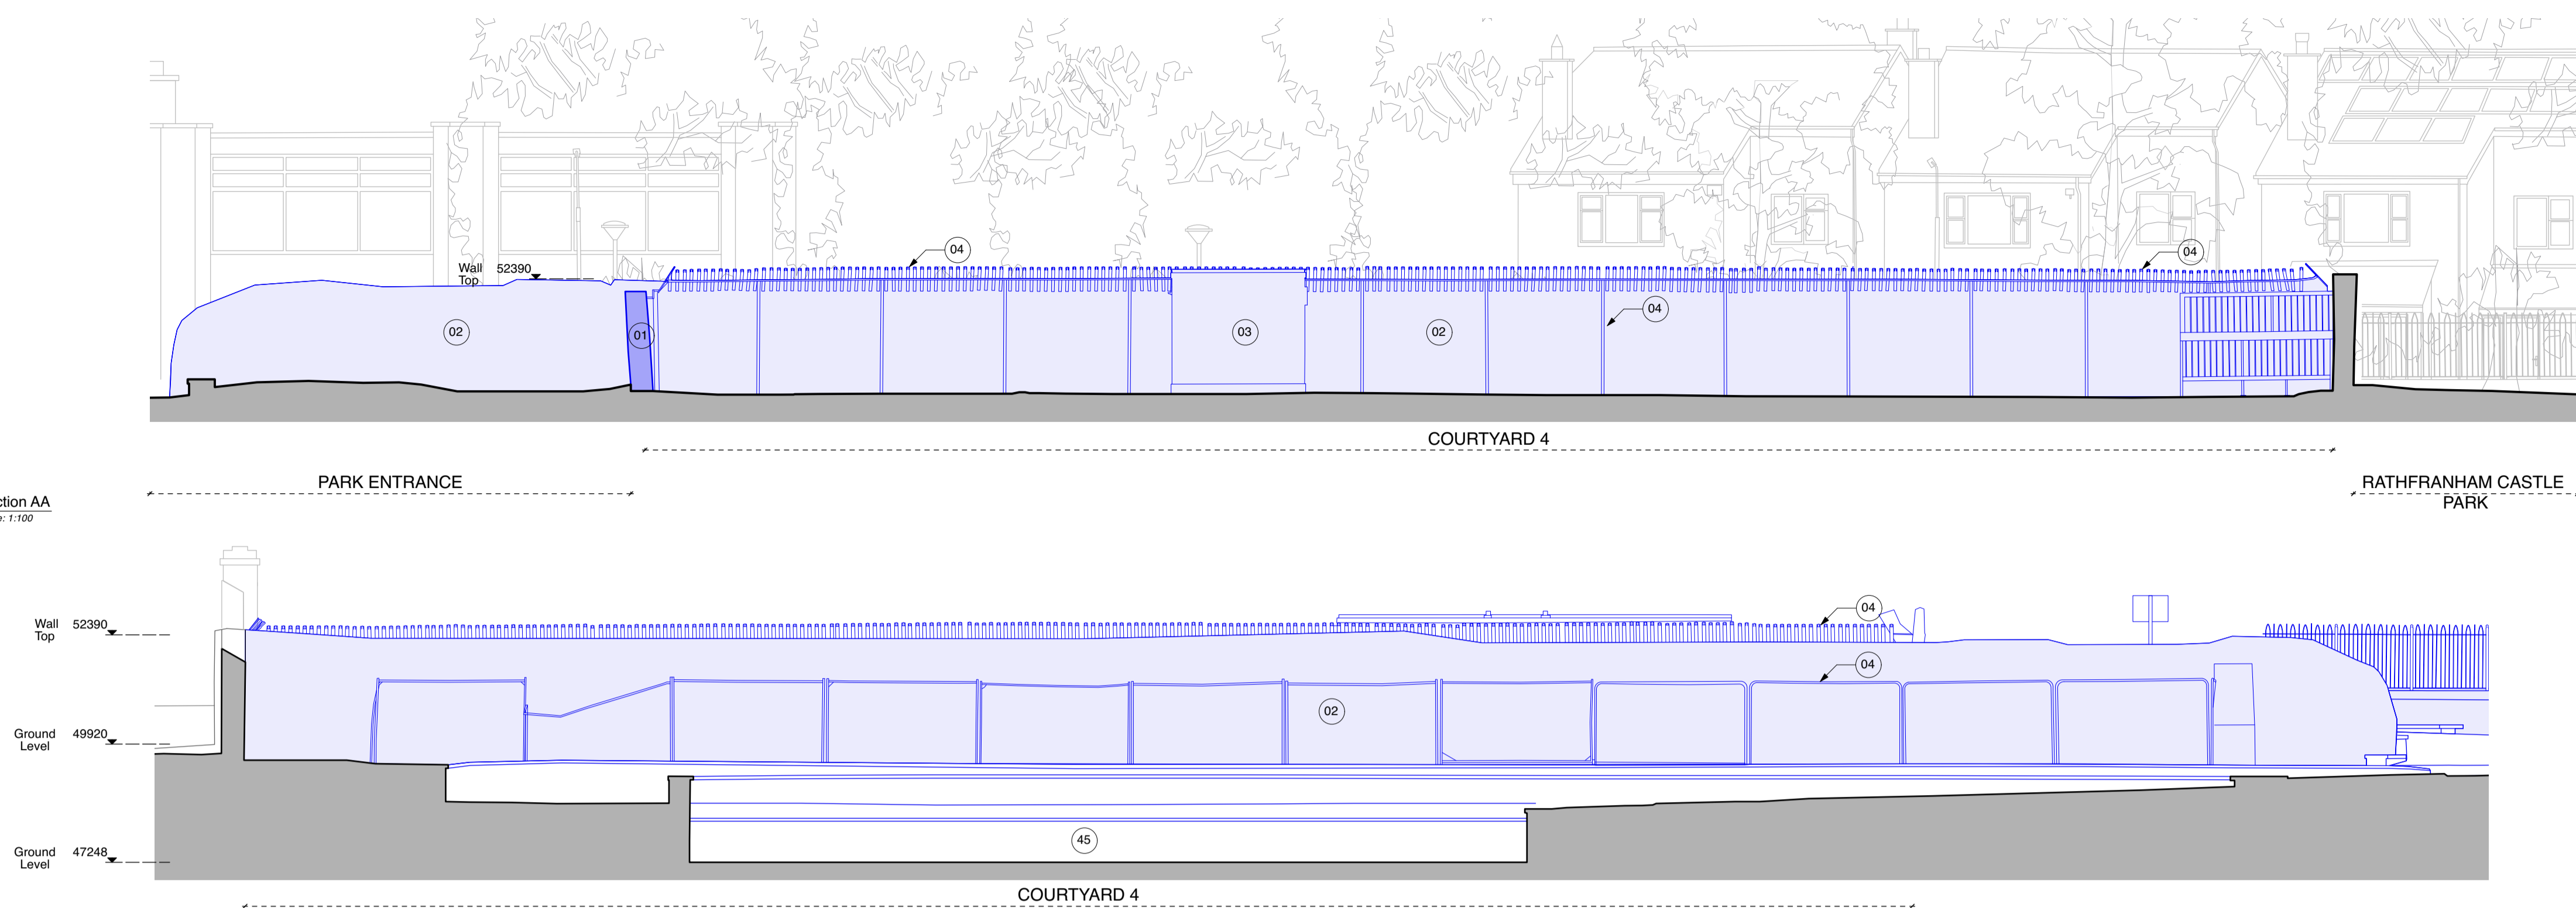 04
04
Wall 52390
Top
04
02
01
03
02
COURTYARD 4
PARK ENTRANCE
RATHFRANHAM CASTLE
PARK
ction AA
e: 1:100
04
Wall 52390
Top
04
02
Ground 49920
Level
45
Ground 47248
Level
COURTYARD 4